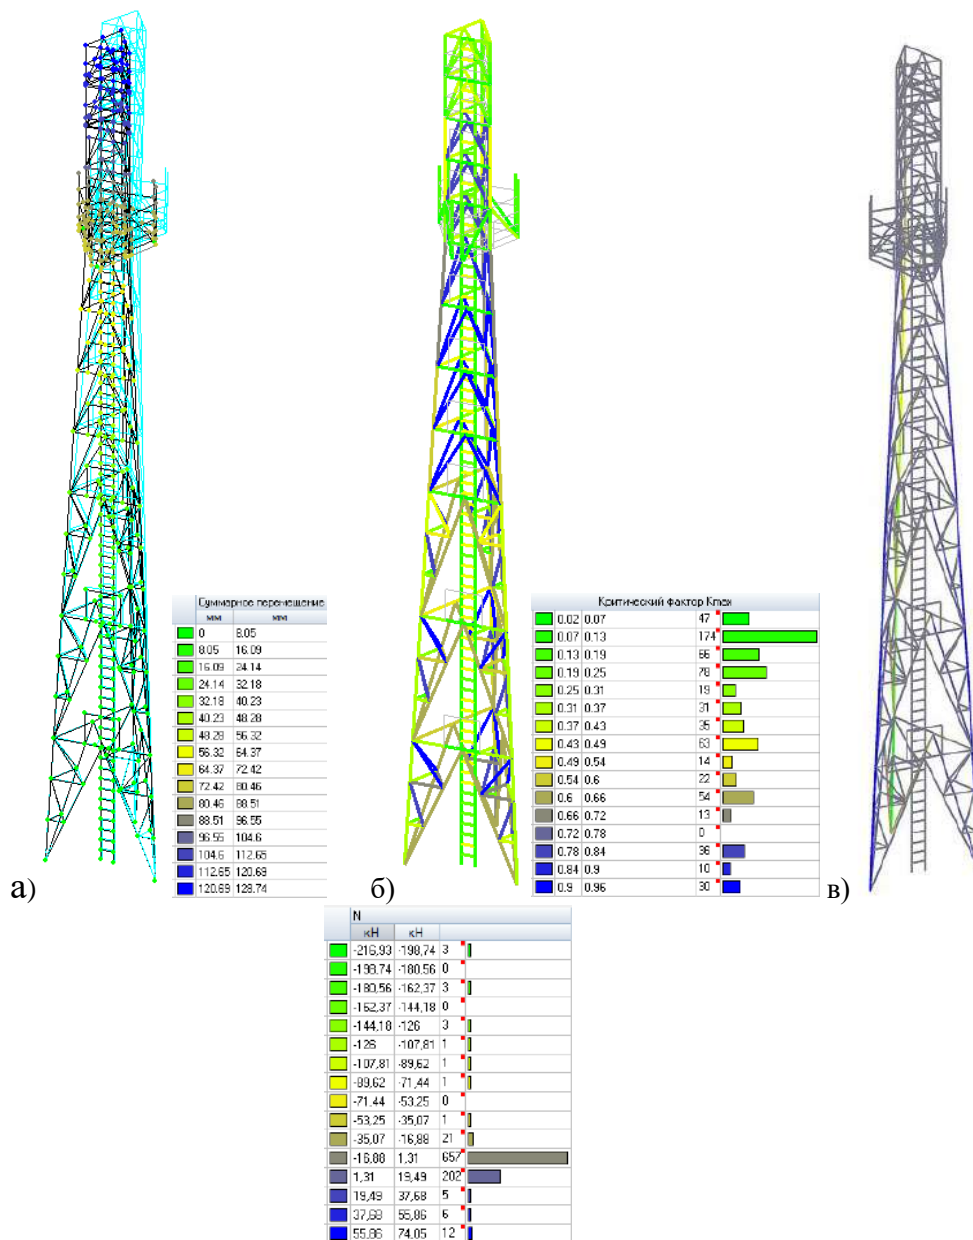 Суммарное перемещение
мм мм
0 8.05
8.05 16.09
16.09 24.14
24.14 32.18
32.18 40.23
40.23 48.28
48.28 56.32
56.32 64.37
64.37 72.42
72.42 80.46
80.46 88.51
88.51 96.55
96.55 104.6
104.6 112.65
112.65 120.69
120.69 128.74
а)
б)
Критический фактор Kmax
0.02 0.07 47
0.07 0.13 174
0.13 0.19 66
0.19 0.25 78
0.25 0.31 19
0.31 0.37 31
0.37 0.43 35
0.43 0.49 63
0.49 0.54 14
0.54 0.6 22
0.6 0.66 54
0.66 0.72 13
0.72 0.78 0
0.78 0.84 36
0.84 0.9 10
0.9 0.96 30
в)
N
кН кН
-216,93 -198,74 3
-198,74 -180,56 0
-180,56 -162,37 3
-162,37 -144,18 0
-144,18 -126 3
-126 -107,81 1
-107,81 -89,62 1
-89,62 -71,44 1
-71,44 -53,25 0
-53,25 -35,07 1
-35,07 -16,88 21
-16,88 1,31 657
1,31 19,49 202
19,49 37,68 5
37,68 55,86 6
55,86 74,05 12